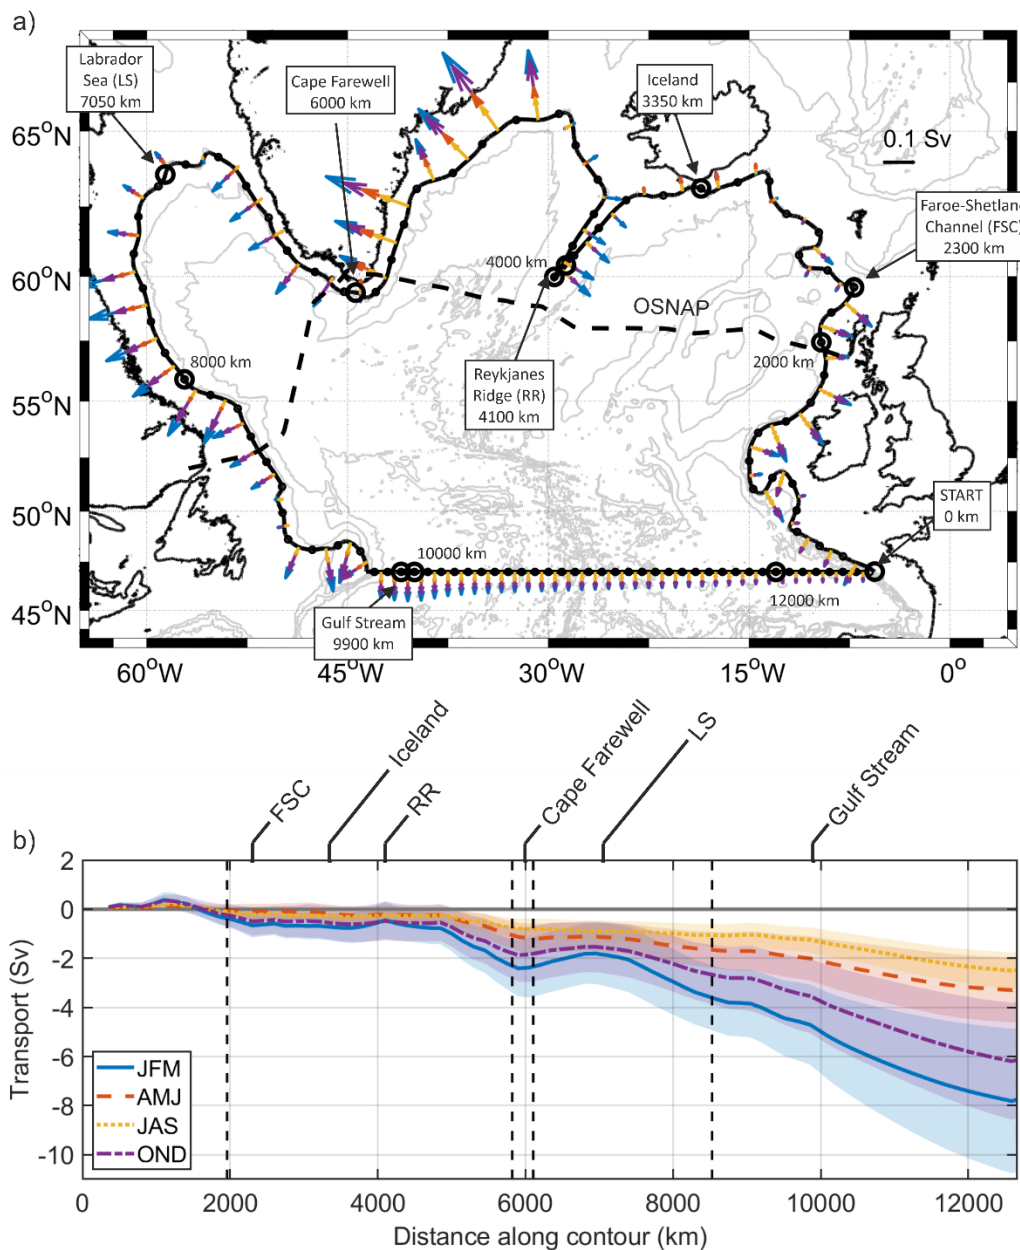 a)
Labrador
Sea (LS)
7050 km
Cape Farewell
6000 km
Iceland
3350 km
0.1 Sv
65°N
60°N
55°N
50°N
45°N
Faroe-Shetland
Channel (FSC)
2300 km
4000 km
OSNAP
8000 km
Reykjanes
Ridge (RR)
4100 km
2000 km
START
0 km
10000 km
12000 km
Gulf Stream
9900 km
60°W
45°W
30°W
15°W
0°
b)
FSC
Iceland
RR
Cape Farewell
LS
Gulf Stream
2
0
-2
-4
-6
-8
-10
Transport (Sv)
JFM
AMJ
JAS
OND
0
2000
4000
6000
8000
10000
12000
Distance along contour (km)